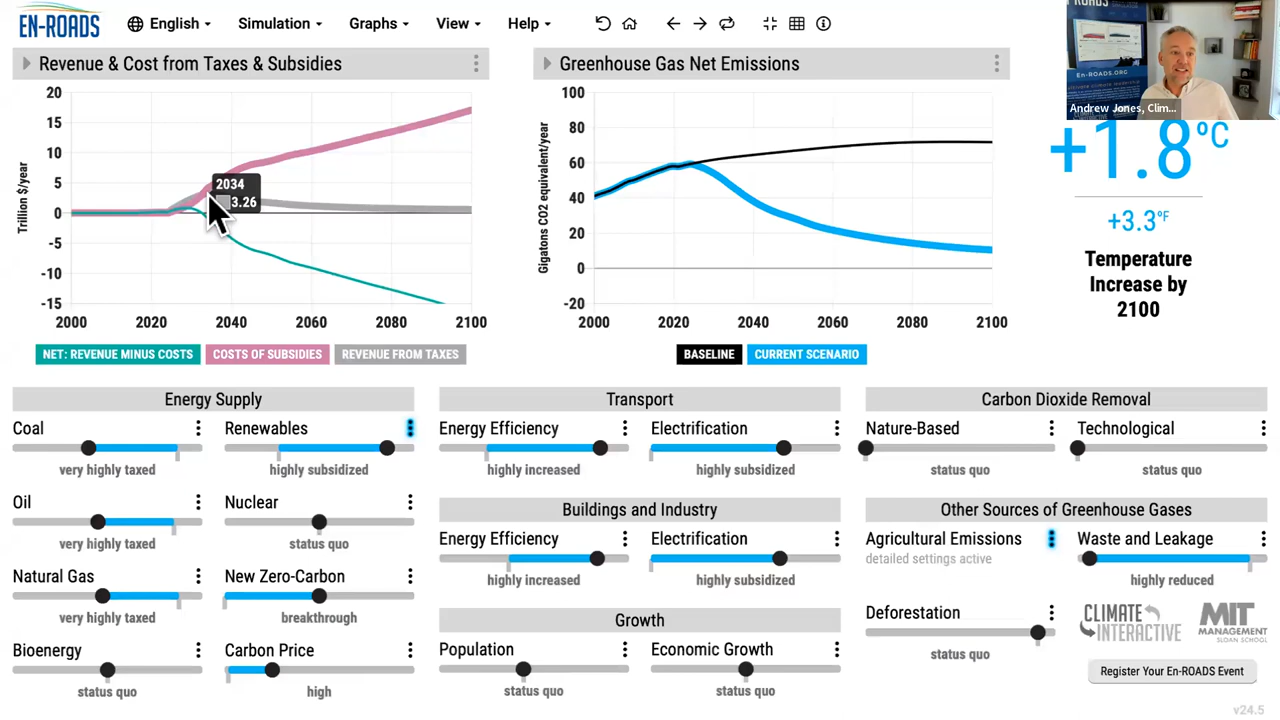 EN-ROADS
English
Simulation
Graphs
View
Help
En-ROADS.ORG
Andrew Jones, Clim...
Revenue & Cost from Taxes & Subsidies
20
15
10
5
0
-5
-10
-15
Trillion $/year
2034
3.26
2000
2020
2040
2060
2080
2100
NET: REVENUE MINUS COSTS
COSTS OF SUBSIDIES
REVENUE FROM TAXES
Greenhouse Gas Net Emissions
100
80
60
40
20
0
-20
Gigatons CO2 equivalent/year
2000
2020
2040
2060
2080
2100
BASELINE
CURRENT SCENARIO
+1.8°C
+3.3°F
Temperature
Increase by
2100
Energy Supply
Coal
very highly taxed
Renewables
highly subsidized
Oil
very highly taxed
Nuclear
status quo
Natural Gas
very highly taxed
New Zero-Carbon
breakthrough
Bioenergy
status quo
Carbon Price
high
Transport
Energy Efficiency
highly increased
Electrification
highly subsidized
Buildings and Industry
Energy Efficiency
highly increased
Electrification
highly subsidized
Growth
Population
status quo
Economic Growth
status quo
Carbon Dioxide Removal
Nature-Based
status quo
Technological
status quo
Other Sources of Greenhouse Gases
Agricultural Emissions
detailed settings active
Waste and Leakage
highly reduced
Deforestation
status quo
CLIMATE
INTERACTIVE
MIT
MANAGEMENT
SLOAN SCHOOL
Register Your En-ROADS Event
v24.5